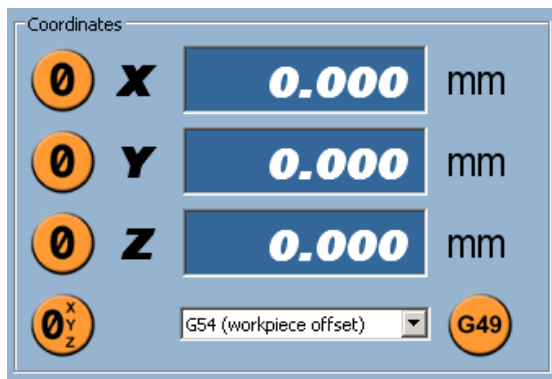 Coordinates
0 X 0.000 mm
0 Y 0.000 mm
0 Z 0.000 mm
0 X Y Z G54 (workpiece offset) G49